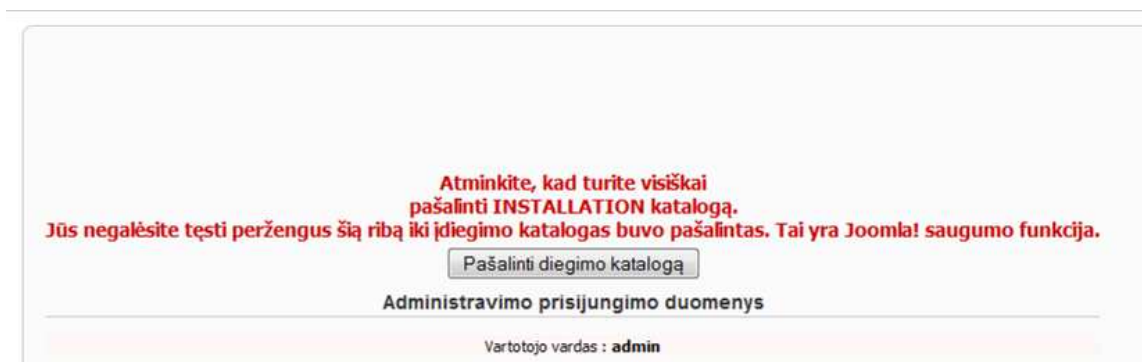 Atminkite, kad turite visiškai
pašalinti INSTALLATION katalogą.
Jūs negalėsite tęsti peržengus šią ribą iki įdiegimo katalogas buvo pašalintas. Tai yra Joomla! saugumo funkcija.
Pašalinti diegimo katalogą
Administravimo prisijungimo duomenys
Vartotojo vardas : admin